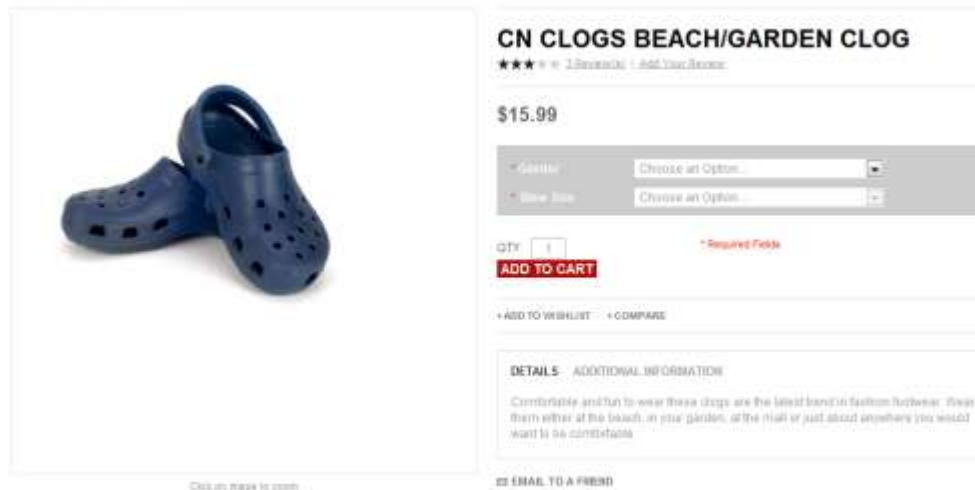 CN CLOGS BEACH/GARDEN CLOG
3 Review(s) | Add Your Review
$15.99
* Gender Choose an Option...
* Shoe Size Choose an Option...
QTY 1
* Required Fields
ADD TO CART
+ ADD TO WISHLIST + COMPARE
DETAILS ADDITIONAL INFORMATION
Comfortable and fun to wear these clogs are the latest trend in fashion footwear. Wear
them either at the beach, in your garden, at the mall or just about anywhere you would
want to be comfortable
EMAIL TO A FRIEND
Click on image to zoom